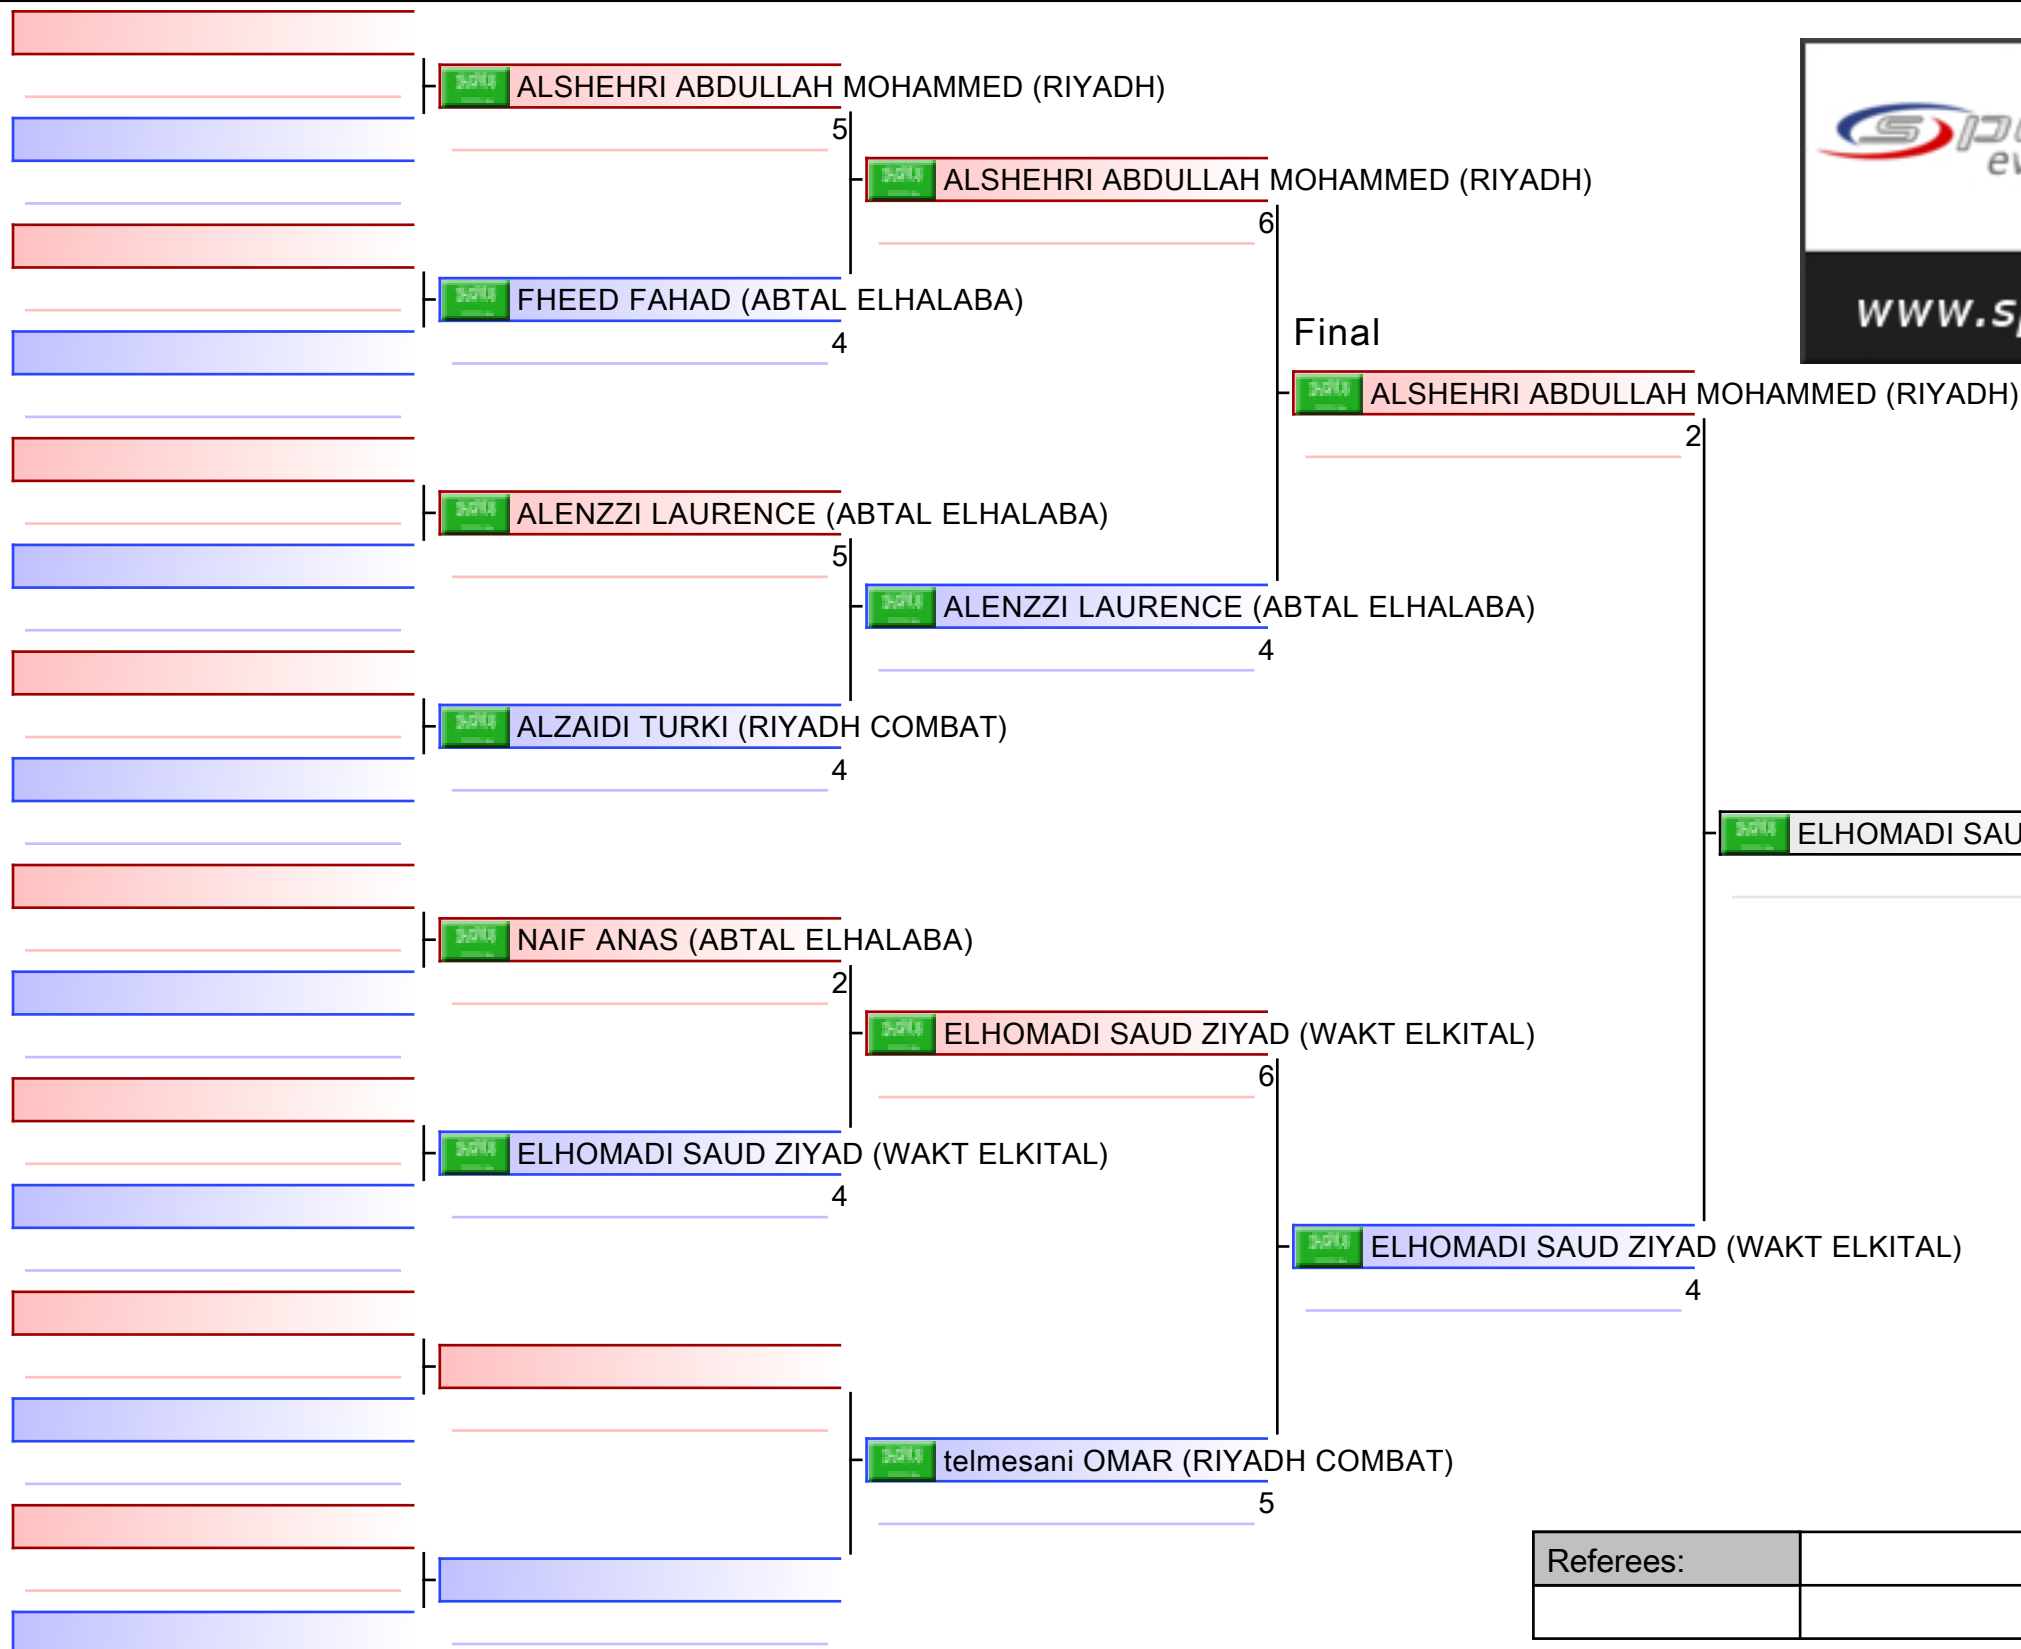 ALSHEHRI ABDULLAH MOHAMMED (RIYADH)
5
ALSHEHRI ABDULLAH MOHAMMED (RIYADH)
6
FHEED FAHAD (ABTAL ELHALABA)
4
Final
www.s
ALSHEHRI ABDULLAH MOHAMMED (RIYADH)
2
ALENZZI LAURENCE (ABTAL ELHALABA)
5
ALENZZI LAURENCE (ABTAL ELHALABA)
4
ALZAIDI TURKI (RIYADH COMBAT)
4
ELHOMADI SAU
NAIF ANAS (ABTAL ELHALABA)
2
ELHOMADI SAUD ZIYAD (WAKT ELKITAL)
6
ELHOMADI SAUD ZIYAD (WAKT ELKITAL)
4
ELHOMADI SAUD ZIYAD (WAKT ELKITAL)
4
telmesani OMAR (RIYADH COMBAT)
5
Referees: